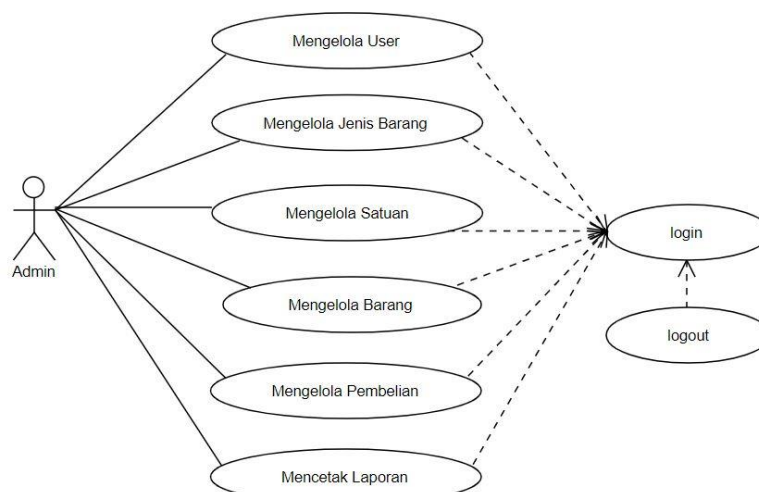 Mengelola User
Mengelola Jenis Barang
Mengelola Satuan
login
Admin
Mengelola Barang
logout
Mengelola Pembelian
Mencetak Laporan